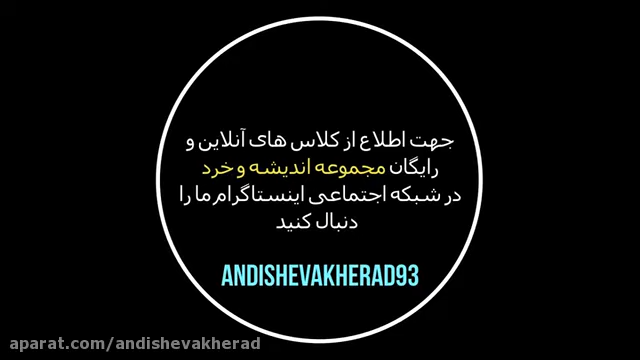 جهت اطلاع از کلاس های آنلاین و
رایگان مجموعه اندیشه و خرد
در شبکه اجتماعی اینستاگرام ما را
دنبال کنید
ANDISHEVAKHERAD93
aparat.com/andishevakherad